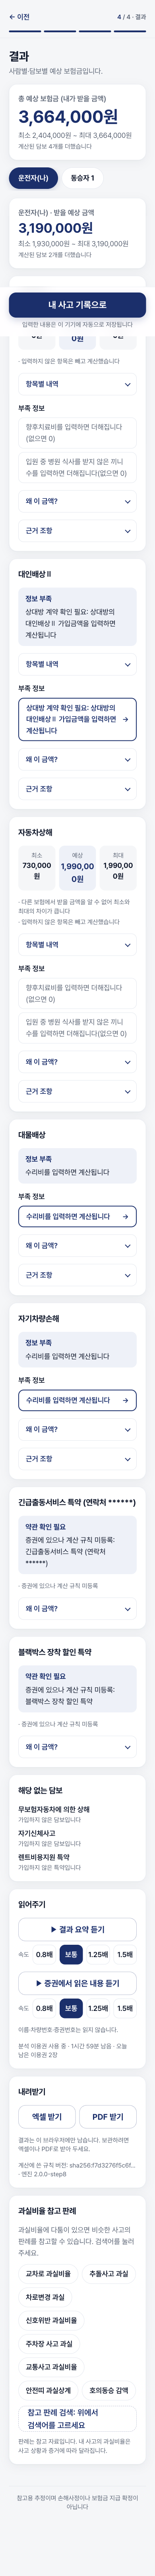 ← 이전
4 / 4 · 결과
결과
사람별·담보별 예상 보험금입니다.
총 예상 보험금 (내가 받을 금액)
3,664,000원
최소 2,404,000원 ~ 최대 3,664,000원
계산된 담보 4개를 더했습니다
운전자(나)
동승자 1
운전자(나) · 받을 예상 금액
3,190,000원
최소 1,930,000원 ~ 최대 3,190,000원
계산된 담보 2개를 더했습니다
내 사고 기록으로
입력한 내용은 이 기기에 자동으로 저장됩니다
0원
· 입력하지 않은 항목은 빼고 계산했습니다
항목별 내역
부족 정보
향후치료비를 입력하면 더해집니다
(없으면 0)
입원 중 병원 식사를 받지 않은 끼니
수를 입력하면 더해집니다(없으면 0)
왜 이 금액?
근거 조항
대인배상Ⅱ
정보 부족
상대방 계약 확인 필요: 상대방의
대인배상Ⅱ 가입금액을 입력하면
계산됩니다
항목별 내역
부족 정보
상대방 계약 확인 필요: 상대방의
대인배상Ⅱ 가입금액을 입력하면 →
계산됩니다
왜 이 금액?
근거 조항
자동차상해
최소
730,000
원
예상
1,990,00
0원
최대
1,990,00
0원
· 다른 보험에서 받을 금액을 알 수 없어 최소와
최대의 차이가 큽니다
· 입력하지 않은 항목은 빼고 계산했습니다
항목별 내역
부족 정보
향후치료비를 입력하면 더해집니다
(없으면 0)
입원 중 병원 식사를 받지 않은 끼니
수를 입력하면 더해집니다(없으면 0)
왜 이 금액?
근거 조항
대물배상
정보 부족
수리비를 입력하면 계산됩니다
부족 정보
수리비를 입력하면 계산됩니다 →
왜 이 금액?
근거 조항
자기차량손해
정보 부족
수리비를 입력하면 계산됩니다
부족 정보
수리비를 입력하면 계산됩니다 →
왜 이 금액?
근거 조항
긴급출동서비스 특약 (연락처 ******)
약관 확인 필요
증권에 있으나 계산 규칙 미등록:
긴급출동서비스 특약 (연락처
******)
· 증권에 있으나 계산 규칙 미등록
왜 이 금액?
블랙박스 장착 할인 특약
약관 확인 필요
증권에 있으나 계산 규칙 미등록:
블랙박스 장착 할인 특약
· 증권에 있으나 계산 규칙 미등록
왜 이 금액?
해당 없는 담보
무보험자동차에 의한 상해
가입하지 않은 담보입니다
자기신체사고
가입하지 않은 담보입니다
렌트비용지원 특약
가입하지 않은 특약입니다
읽어주기
▶ 결과 요약 듣기
속도 0.8배 보통 1.25배 1.5배
▶ 증권에서 읽은 내용 듣기
속도 0.8배 보통 1.25배 1.5배
이름·차량번호·증권번호는 읽지 않습니다.
분석 이용권 사용 중 · 1시간 59분 남음 · 오늘
남은 이용권 2장
내려받기
엑셀 받기
PDF 받기
결과는 이 브라우저에만 남습니다. 보관하려면
엑셀이나 PDF로 받아 두세요.
계산에 쓴 규칙 버전: sha256:f7d3276f5c6f…
· 엔진 2.0.0-step8
과실비율 참고 판례
과실비율에 다툼이 있으면 비슷한 사고의
판례를 참고할 수 있습니다. 검색어를 눌러
주세요.
교차로 과실비율
추돌사고 과실
차로변경 과실
신호위반 과실비율
주차장 사고 과실
교통사고 과실비율
안전띠 과실상계
호의동승 감액
참고 판례 검색: 위에서
검색어를 고르세요
판례는 참고 자료입니다. 내 사고의 과실비율은
사고 상황과 증거에 따라 달라집니다.
참고용 추정이며 손해사정이나 보험금 지급 확정이
아닙니다